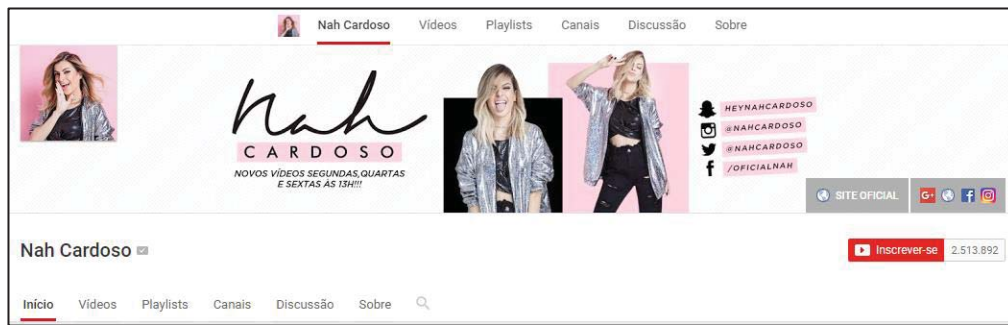 Nah Cardoso Vídeos Playlists Canais Discussão Sobre
Nah
CARDOSO
NOVOS VÍDEOS SEGUNDAS,QUARTAS
E SEXTAS ÀS 13H!!!
HEYNAHCARDOSO
@NAHCARDOSO
@NAHCARDOSO
/OFICIALNAH
SITE OFICIAL G+
Nah Cardoso
Inscrever-se 2.513.892
Início Vídeos Playlists Canais Discussão Sobre